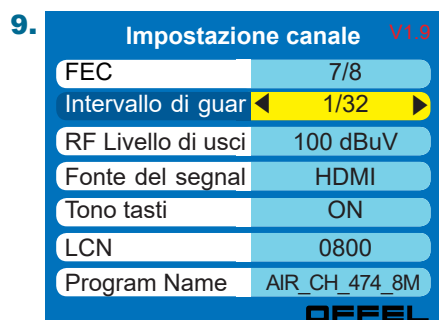 9.
Impostazione canale V1.9
FEC 7/8
Intervallo di guar 1/32
RF Livello di usci 100 dBuV
Fonte del segnal HDMI
Tono tasti ON
LCN 0800
Program Name AIR_CH_474_8M
OFFEL